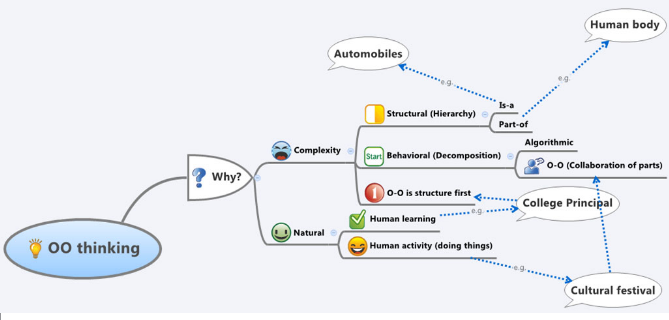 Human body
Automobiles
e.g.
e.g.
Is-a
Structural (Hierarchy)
Part-of
Algorithmic
Complexity
Start
Behavioral (Decomposition)
O-O (Collaboration of parts)
? Why?
1
O-O is structure first
College Principal
Human learning
e.g.
Natural
Human activity (doing things)
OO thinking
e.g.
Cultural festival